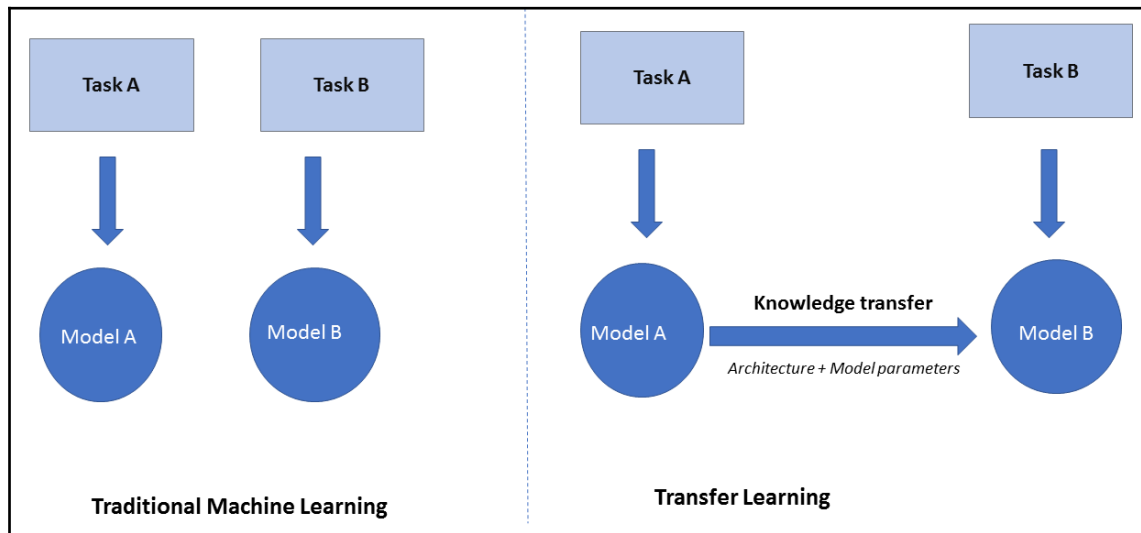 Task A
Task B
Model A
Model B
Traditional Machine Learning
Task A
Task B
Model A
Knowledge transfer
Architecture + Model parameters
Model B
Transfer Learning